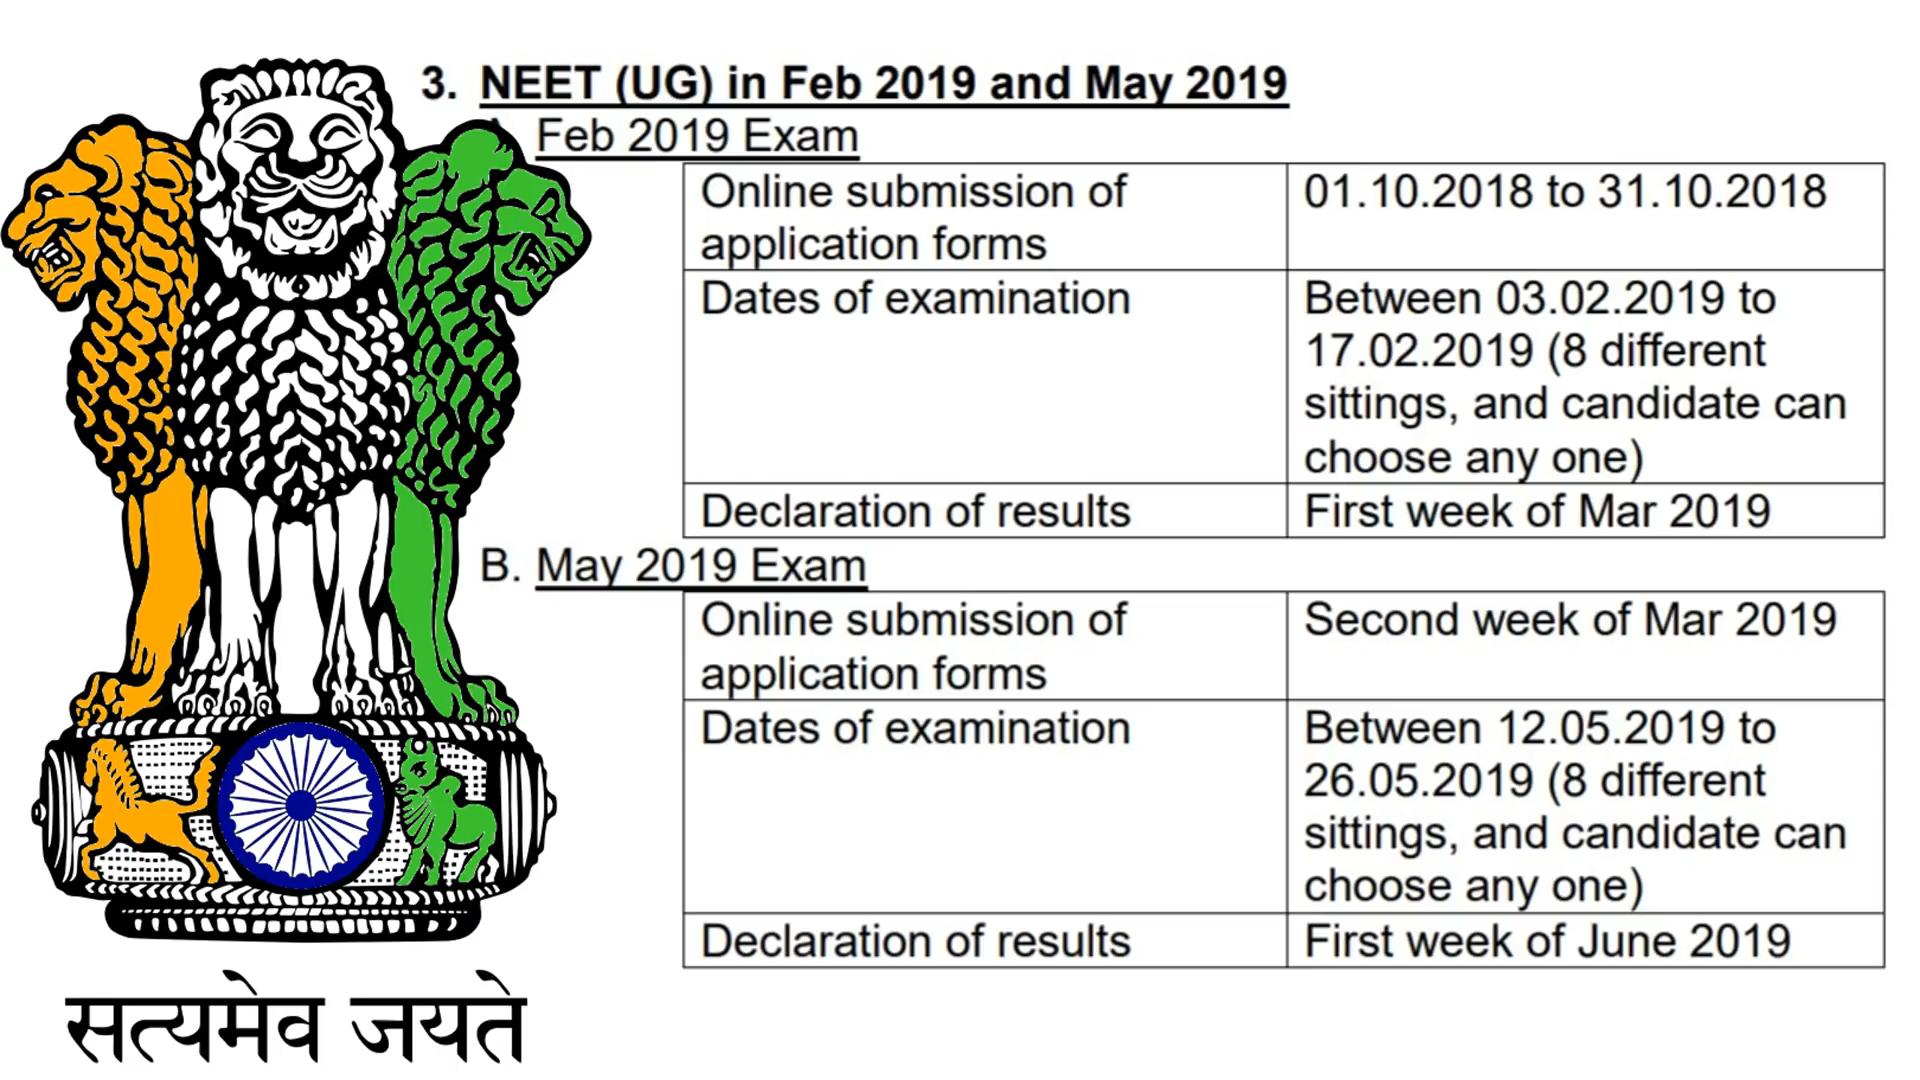 3. NEET (UG) in Feb 2019 and May 2019
Feb 2019 Exam
Online submission of
application forms
01.10.2018 to 31.10.2018
Dates of examination
Between 03.02.2019 to
17.02.2019 (8 different
sittings, and candidate can
choose any one)
Declaration of results
First week of Mar 2019
B. May 2019 Exam
Online submission of
application forms
Second week of Mar 2019
Dates of examination
Between 12.05.2019 to
26.05.2019 (8 different
sittings, and candidate can
choose any one)
Declaration of results
First week of June 2019
सत्यमेव जयते